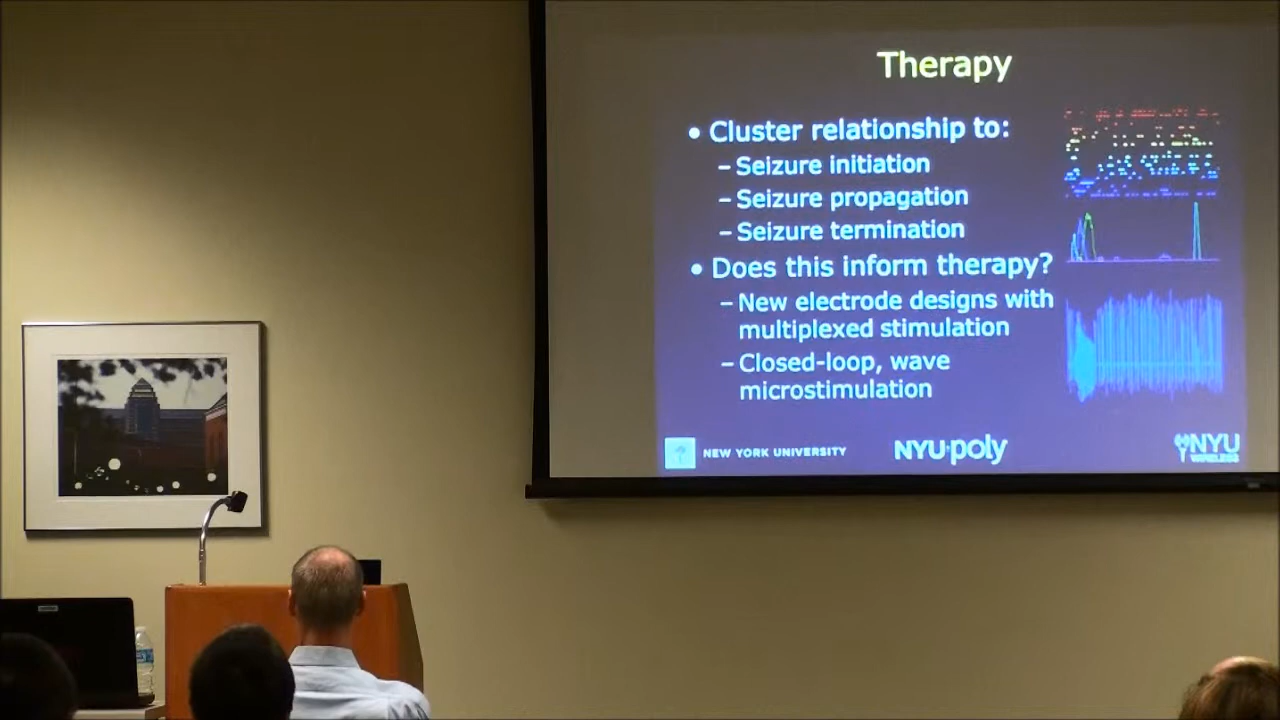 Therapy
• Cluster relationship to:
– Seizure initiation
– Seizure propagation
– Seizure termination
• Does this inform therapy?
– New electrode designs with
multiplexed stimulation
– Closed-loop, wave
microstimulation
NEW YORK UNIVERSITY
NYU·poly
NYU
WIRELESS